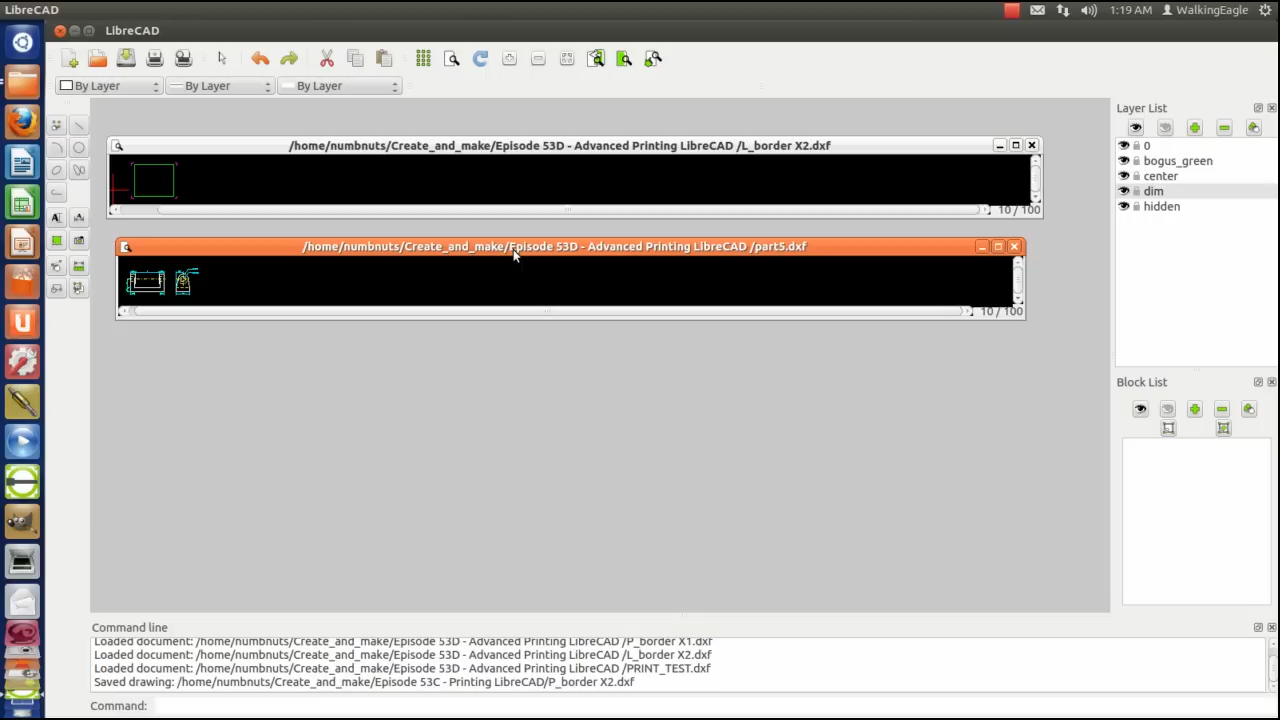 LibreCAD
1:19 AM
WalkingEagle
LibreCAD
By Layer
By Layer
By Layer
/home/numbnuts/Create_and_make/Episode 53D - Advanced Printing LibreCAD /L_border X2.dxf
10 / 100
/home/numbnuts/Create_and_make/Episode 53D - Advanced Printing LibreCAD /part5.dxf
10 / 100
Layer List
0
bogus_green
center
dim
hidden
Block List
Command line
Loaded document: /home/numbnuts/Create_and_make/Episode 53D - Advanced Printing LibreCAD /P_border X1.dxf
Loaded document: /home/numbnuts/Create_and_make/Episode 53D - Advanced Printing LibreCAD /L_border X2.dxf
Loaded document: /home/numbnuts/Create_and_make/Episode 53D - Advanced Printing LibreCAD /PRINT_TEST.dxf
Saved drawing: /home/numbnuts/Create_and_make/Episode 53C - Printing LibreCAD/P_border X2.dxf
Command: